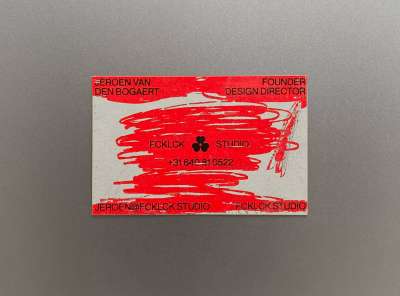 JEROEN VAN
DEN BOGAERT
FOUNDER
DESIGN DIRECTOR
FCKLCK STUDIO
+31 640 810522
JEROEN@FCKLCK.STUDIO
FCKLCK.STUDIO